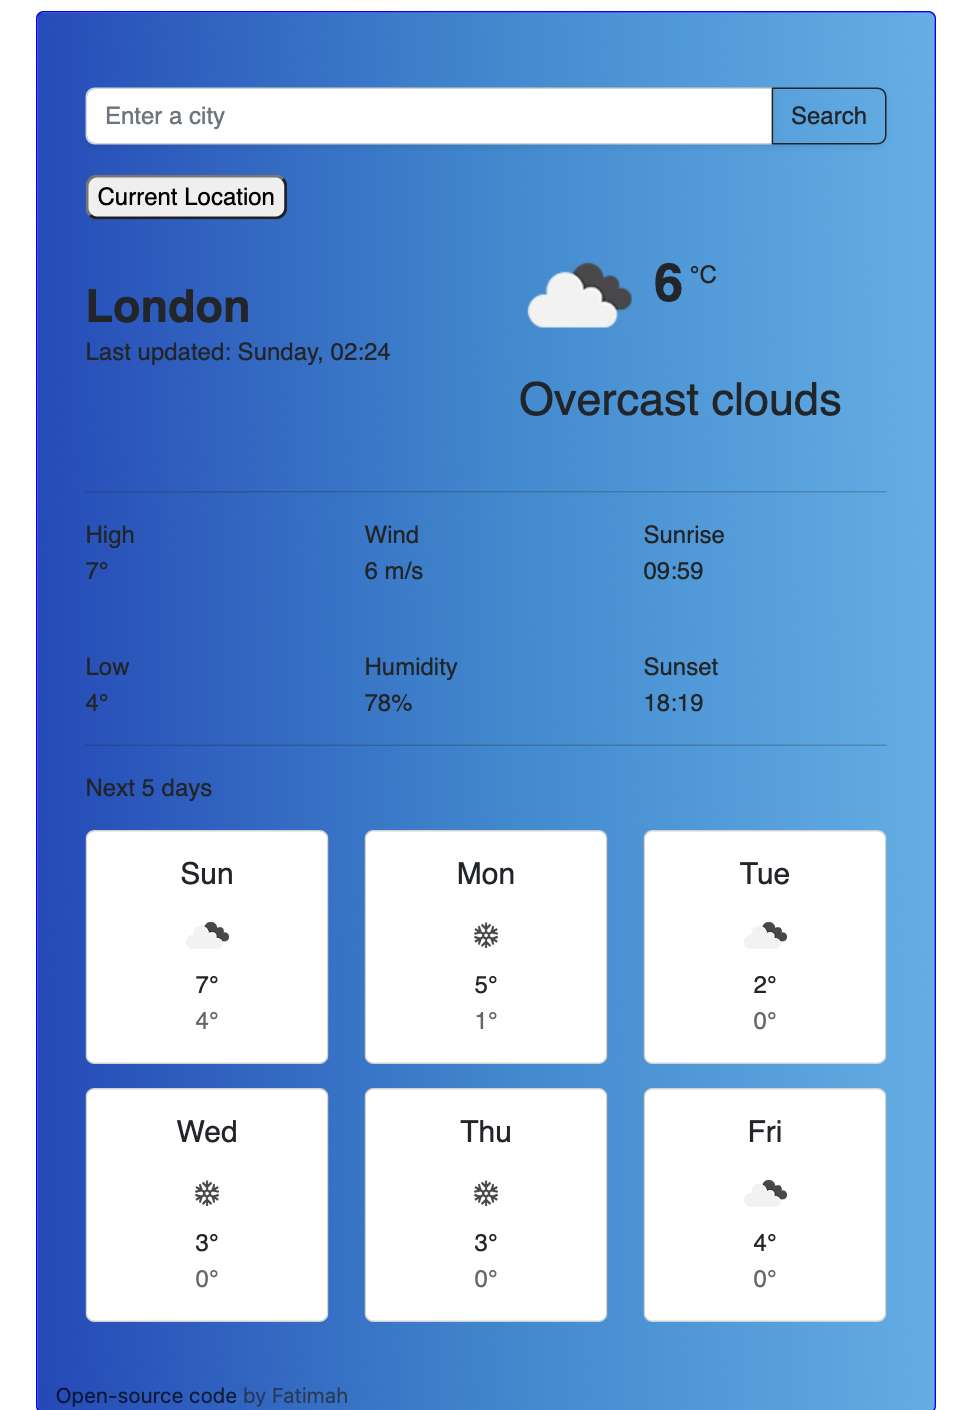 Enter a city
Search
Current Location
London
Last updated: Sunday, 02:24
6 °C
Overcast clouds
High
7°
Wind
6 m/s
Sunrise
09:59
Low
4°
Humidity
78%
Sunset
18:19
Next 5 days
Sun
7°
4°
Mon
5°
1°
Tue
2°
0°
Wed
3°
0°
Thu
3°
0°
Fri
4°
0°
Open-source code by Fatimah